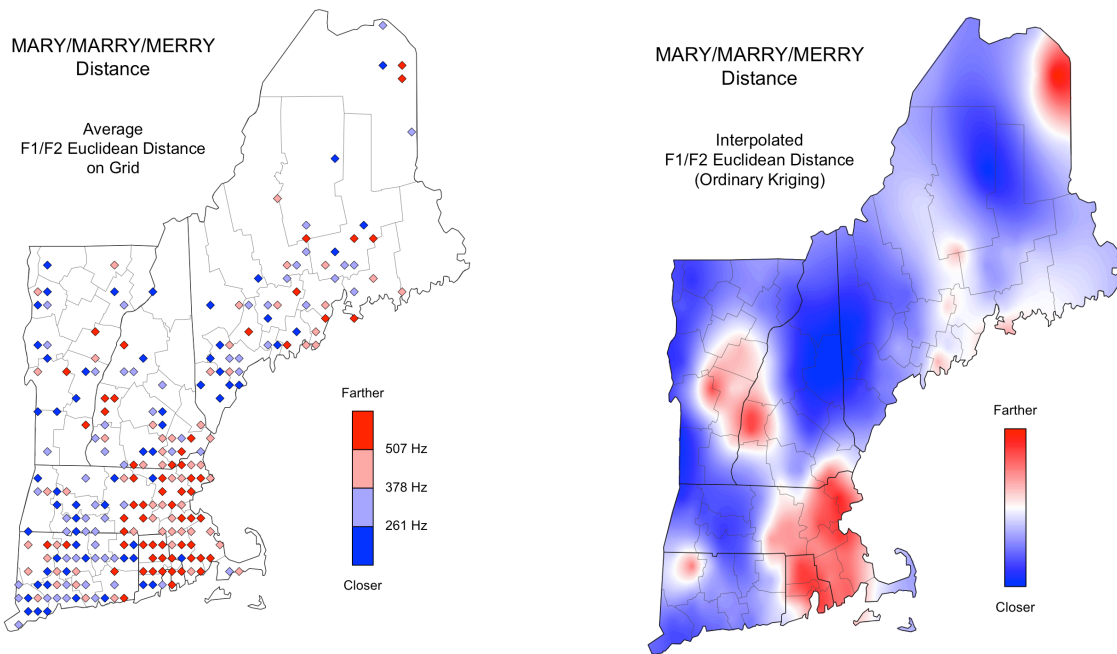 MARY/MARRY/MERRY
Distance
Average
F1/F2 Euclidean Distance
on Grid
Farther
507 Hz
378 Hz
261 Hz
Closer
MARY/MARRY/MERRY
Distance
Interpolated
F1/F2 Euclidean Distance
(Ordinary Kriging)
Farther
Closer